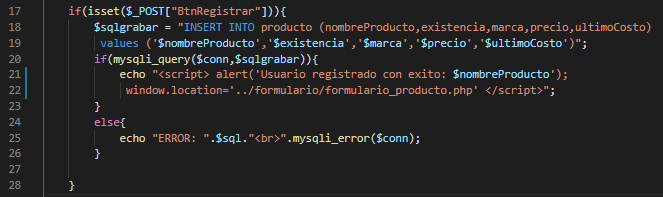 17 if(isset($_POST["BtnRegistrar"])){
18 $sqlgrabar = "INSERT INTO producto (nombreProducto,existencia,marca,precio,ultimoCosto)
19 values ('$nombreProducto','$existencia','$marca','$precio','$ultimoCosto')";
20 if(mysqli_query($conn,$sqlgrabar)){
21 echo "<script> alert('Usuario registrado con exito: $nombreProducto');
22 window.location='../formulario/formulario_producto.php' </script>";
23 }
24 else{
25 echo "ERROR: ".$sql."<br>".mysqli_error($conn);
26 }
27
28 }